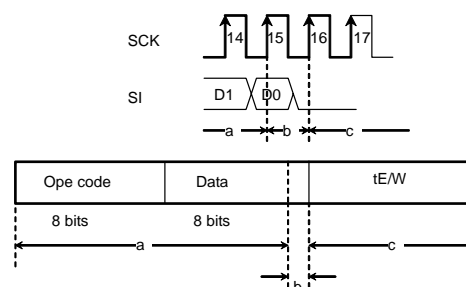 SCK 14 15 16 17
SI D1 D0
a b c
Ope code Data tE/W
8 bits 8 bits
a c
b